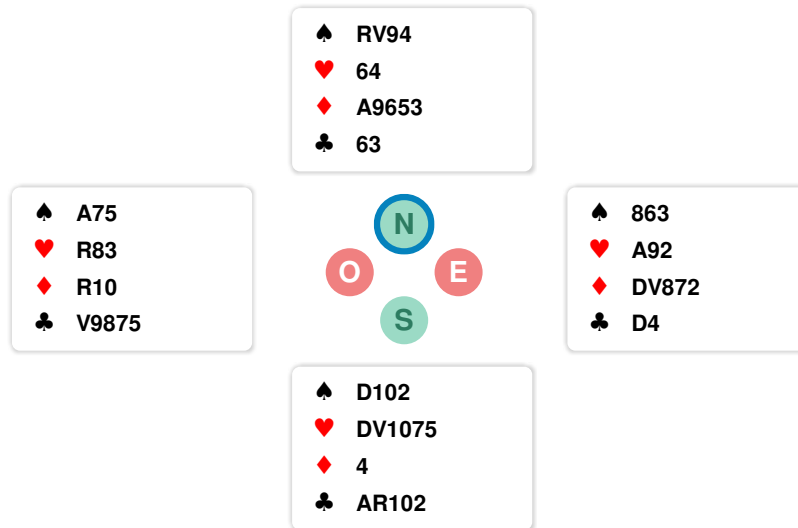 ♠ RV94
♥ 64
♦ A9653
♣ 63
♠ A75
♥ R83
♦ R10
♣ V9875
N
O E
S
♠ 863
♥ A92
♦ DV872
♣ D4
♠ D102
♥ DV1075
♦ 4
♣ AR102